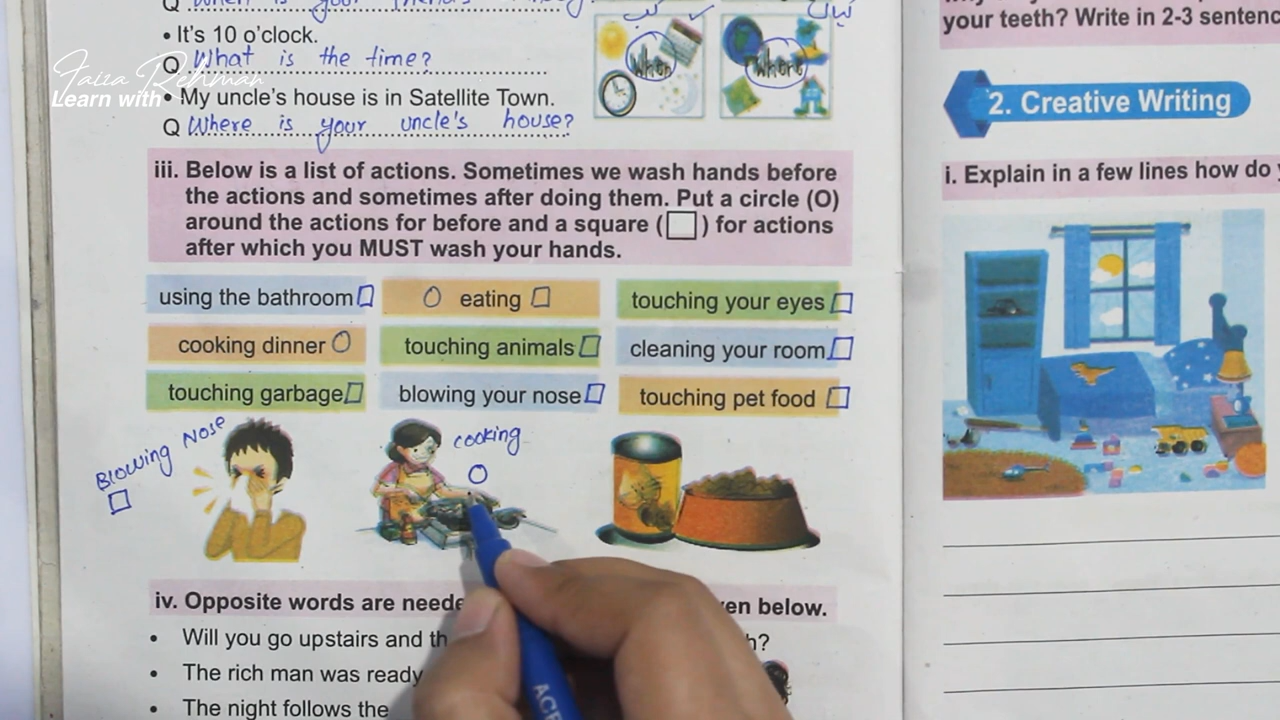 • It's 10 o'clock.
Q What is the time?
• My uncle's house is in Satellite Town.
Q Where is your uncle's house?
When
Where
Faiza Rehman
Learn with
iii. Below is a list of actions. Sometimes we wash hands before
the actions and sometimes after doing them. Put a circle (O)
around the actions for before and a square (☐) for actions
after which you MUST wash your hands.
using the bathroom ☐
O eating ☐
touching your eyes ☐
cooking dinner O
touching animals ☐
cleaning your room ☐
touching garbage ☐
blowing your nose ☐
touching pet food ☐
Blowing Nose
☐
cooking
O
iv. Opposite words are below.
• Will you go upstairs and
• The rich man was ready
• The night follows the
your teeth? Write in 2-3
2. Creative Writing
i. Explain in a few lines how do